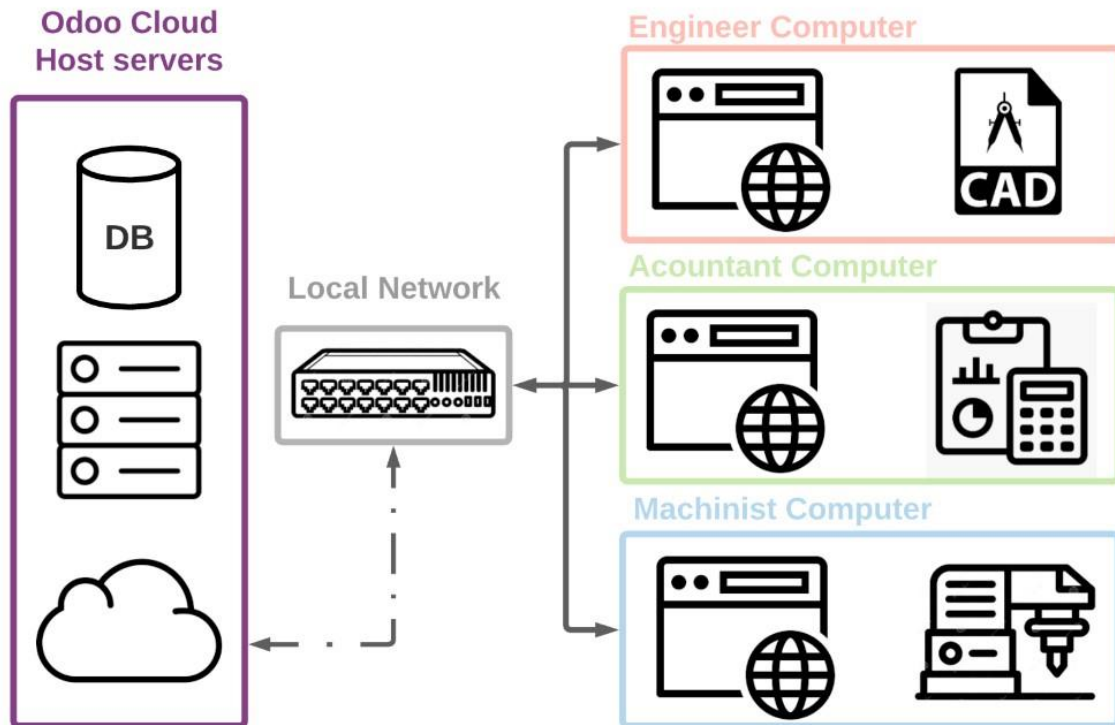 Odoo Cloud
Host servers
DB
Local Network
Engineer Computer
CAD
Acountant Computer
Machinist Computer